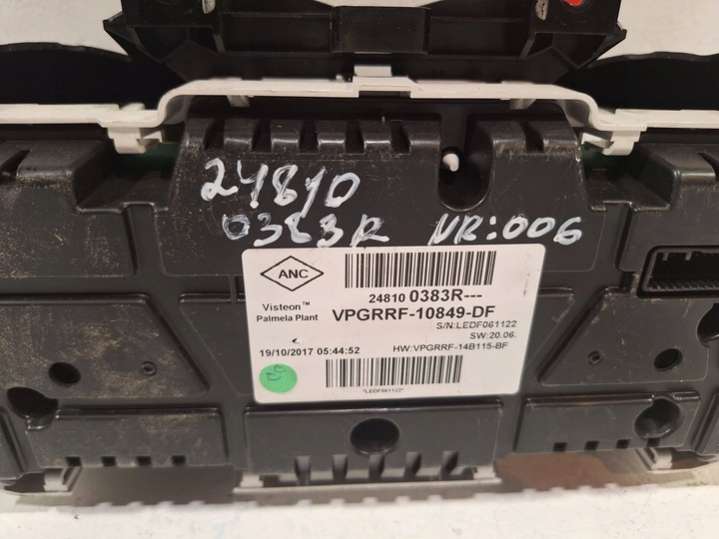 24810
0383R NR:006
ANC
24810 0383R---
Visteon™
Palmela Plant
VPGRRF-10849-DF
S/N:LEDF061122
SW:20.06.
19/10/2017 05:44:52
HW:VPGRRF-14B115-BF
*LEDF061122*